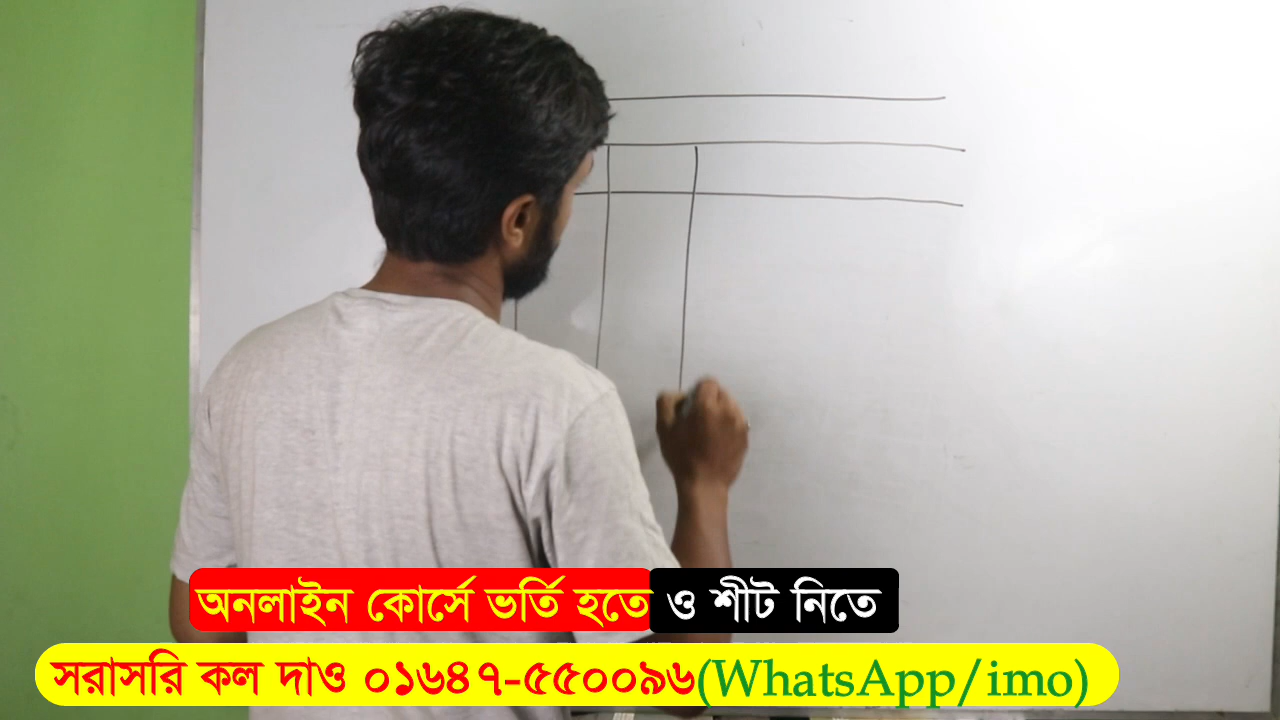 অনলাইন কোর্সে ভর্তি হতে ও শীট নিতে
সরাসরি কল দাও ০১৬৪৭-৫৫০০৯৬(WhatsApp/imo)